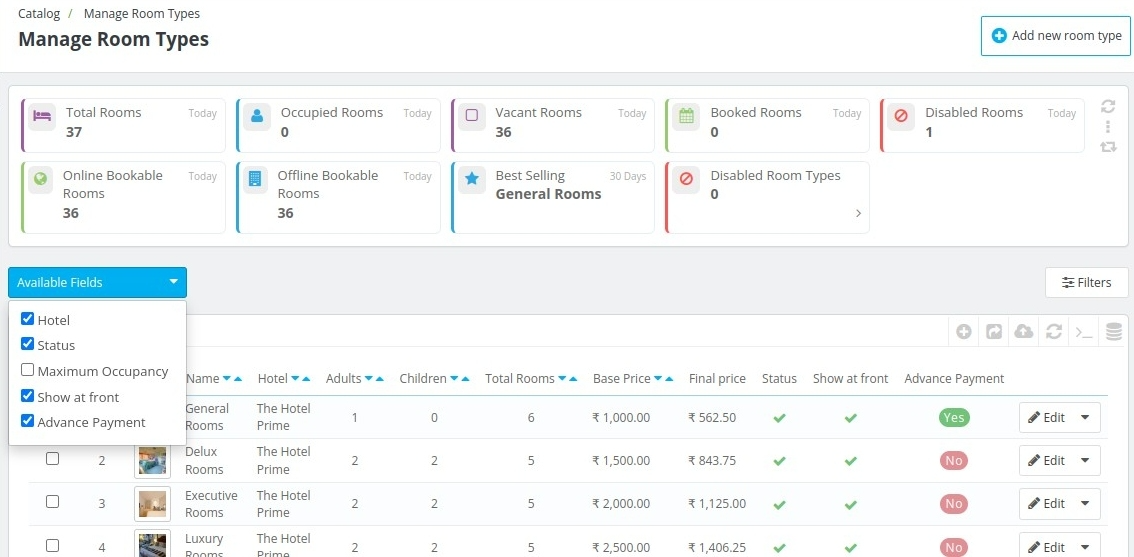 Catalog / Manage Room Types
Manage Room Types
Add new room type
Total Rooms Today
37
Occupied Rooms Today
0
Vacant Rooms Today
36
Booked Rooms Today
0
Disabled Rooms Today
1
Online Bookable Today
Rooms
36
Offline Bookable Today
Rooms
36
Best Selling 30 Days
General Rooms
Disabled Room Types
0
Available Fields
Filters
Hotel
Status
Maximum Occupancy
Show at front
Advance Payment
Name Hotel Adults Children Total Rooms Base Price Final price Status Show at front Advance Payment
General The Hotel 1 0 6 ₹ 1,000.00 ₹ 562.50 Yes Edit
Rooms Prime
2 Delux The Hotel 2 2 5 ₹ 1,500.00 ₹ 843.75 No Edit
Rooms Prime
3 Executive The Hotel 2 2 5 ₹ 2,000.00 ₹ 1,125.00 No Edit
Rooms Prime
4 Luxury The Hotel 2 2 5 ₹ 2,500.00 ₹ 1,406.25 No Edit
Rooms Prime